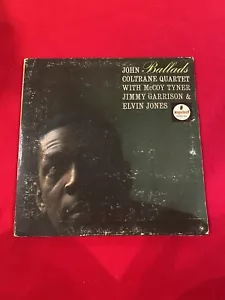 JOHN Ballads
COLTRANE QUARTET
WITH McCOY TYNER
JIMMY GARRISON &
ELVIN JONES